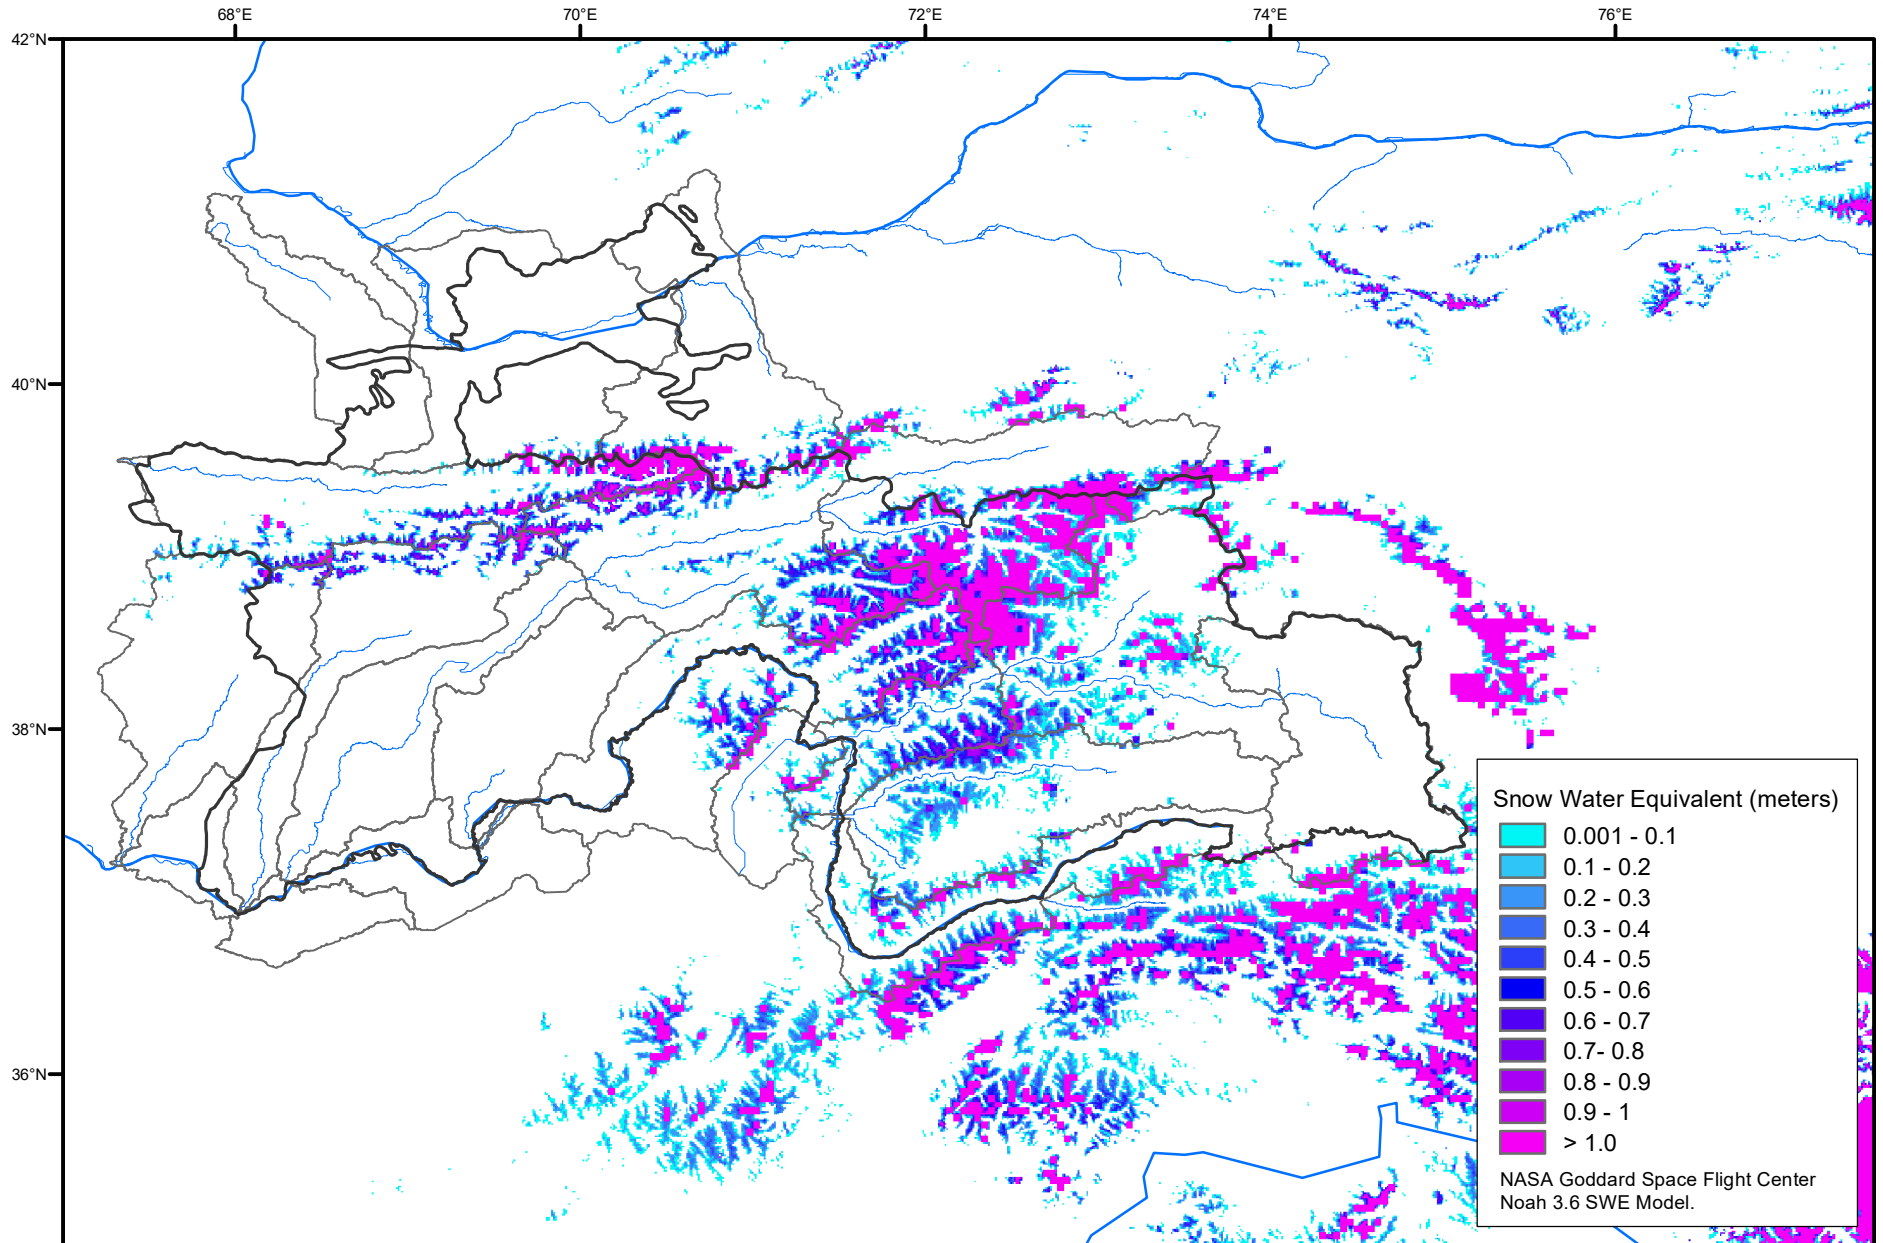 68°E
70°E
72°E
74°E
76°E
42°N
40°N
38°N
36°N
Snow Water Equivalent (meters)
0.001 - 0.1
0.1 - 0.2
0.2 - 0.3
0.3 - 0.4
0.4 - 0.5
0.5 - 0.6
0.6 - 0.7
0.7- 0.8
0.8 - 0.9
0.9 - 1
> 1.0
NASA Goddard Space Flight Center
Noah 3.6 SWE Model.